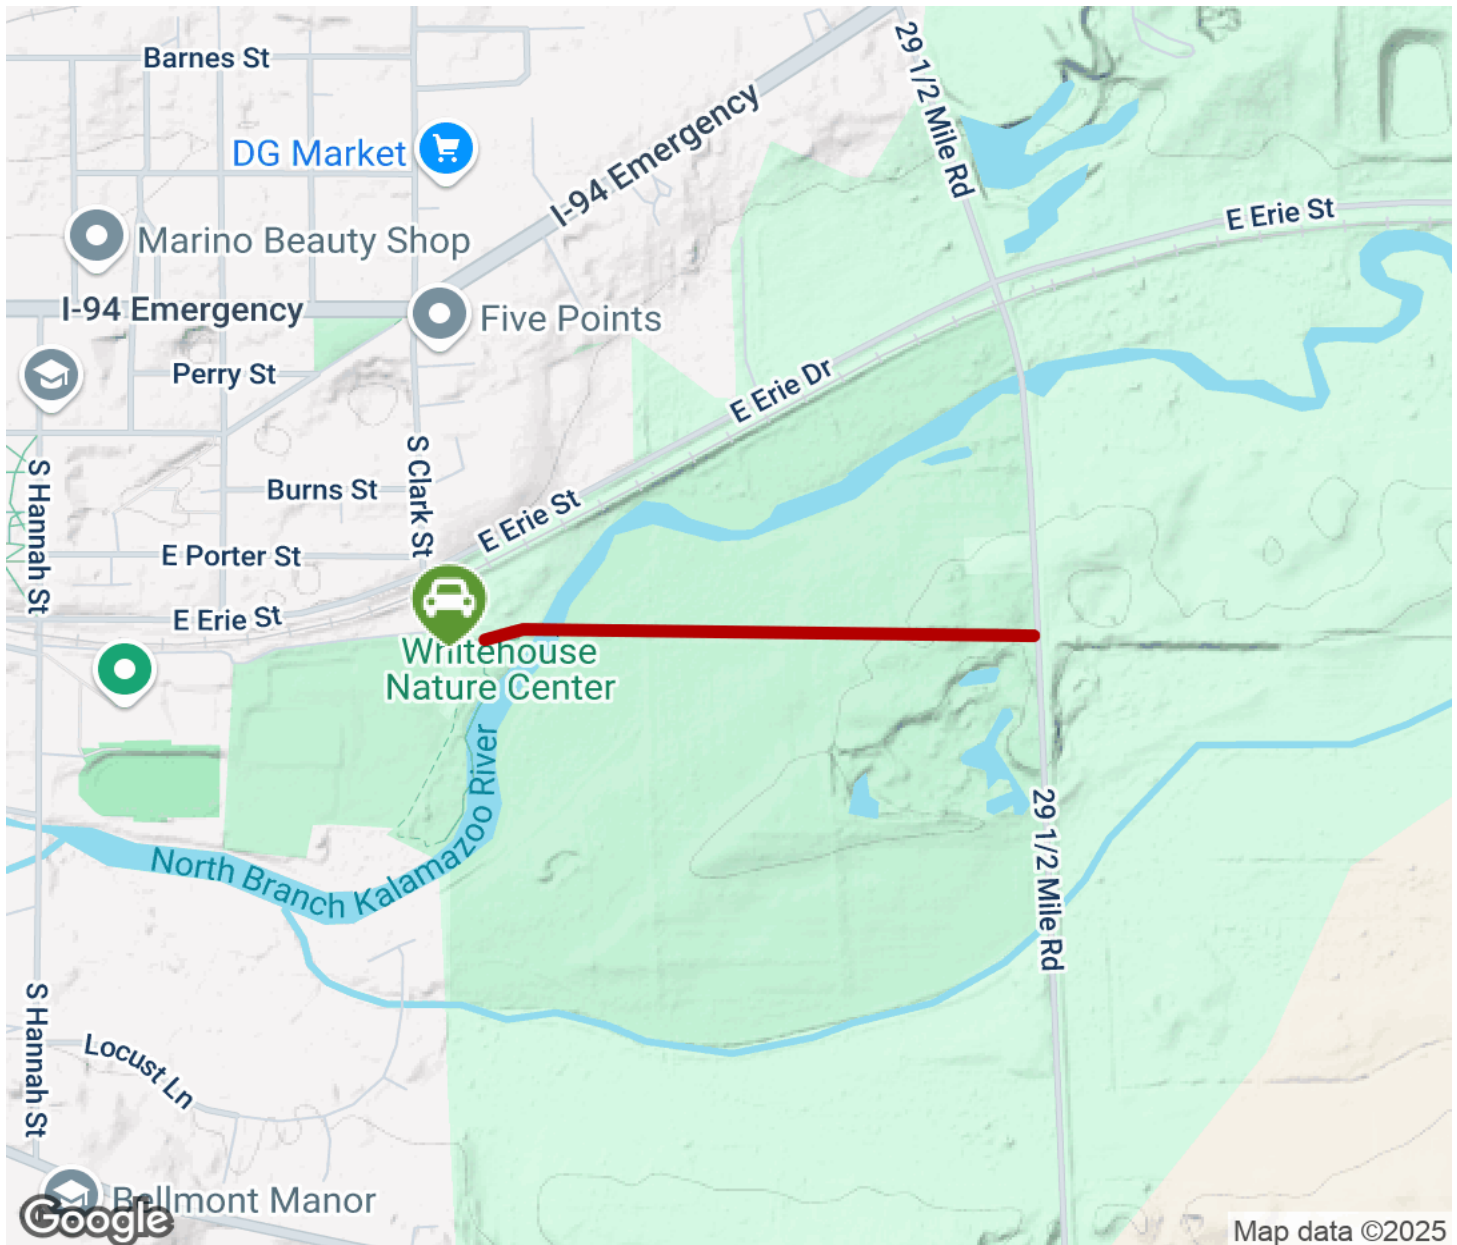 Barnes St
29 1/2 Mile Rd
I-94 Emergency
DG Market
E Erie St
Marino Beauty Shop
I-94 Emergency
Five Points
Perry St
E Erie Dr
S Clark St
S Hannah St
Burns St
E Erie St
E Porter St
E Erie St
Whitehouse
Nature Center
North Branch Kalamazoo River
29 1/2 Mile Rd
S Hannah St
Locust Ln
Bellmont Manor
Google
Map data ©2025